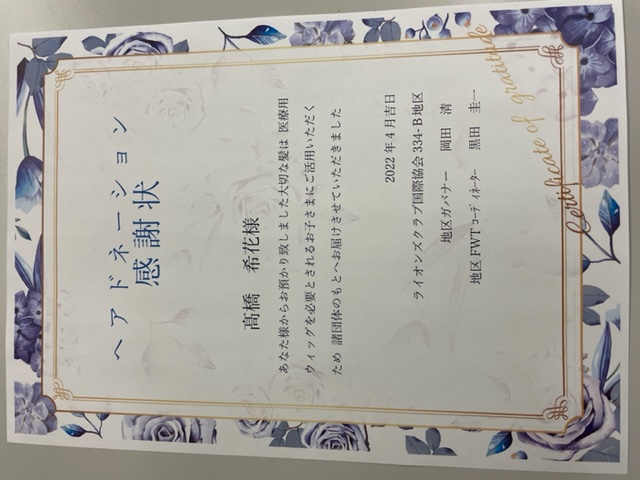 ヘアドネーション
感謝状
髙橋 希花様
あなた様からお預かり致しました大切な髪は 医療用
ウィッグを必要とされるお子さまにご活用いただく
ため 諸団体のもとへお届けさせていただきました
2022年4月吉日
ライオンズクラブ国際協会334-B地区
地区ガバナー 岡田 清
地区FWTコーディネーター 黒田 圭一
Certificate of gratitude